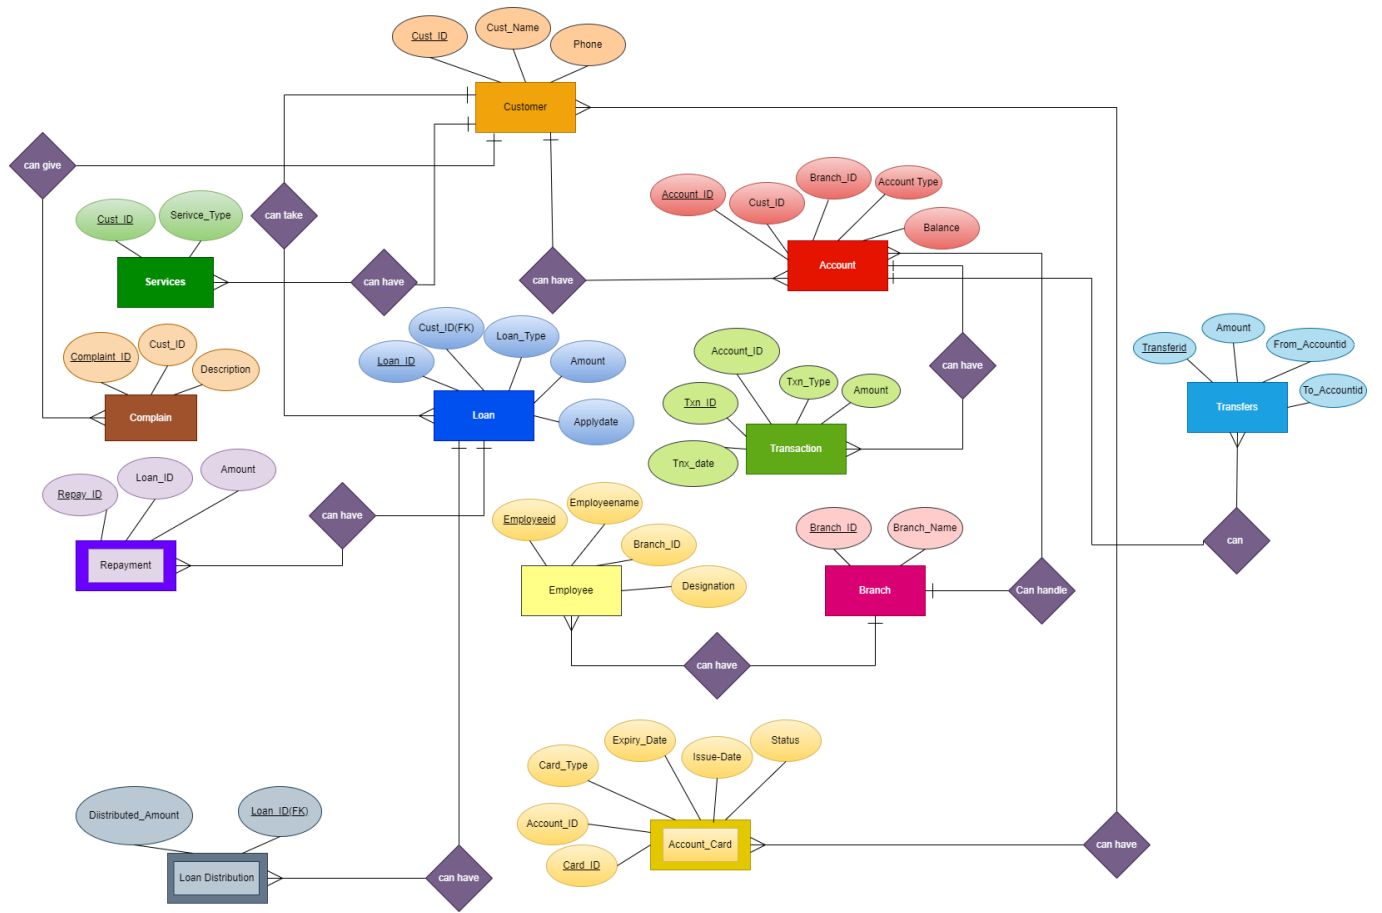 Cust_ID
Cust_Name
Phone
Customer
can give
can take
Cust_ID
Serivce_Type
Services
can have
can have
Account_ID
Cust_ID
Branch_ID
Account Type
Balance
Account
Complaint_ID
Cust_ID
Description
Complain
Loan_ID
Cust_ID(FK)
Loan_Type
Amount
Applydate
Loan
Account_ID
Txn_ID
Txn_Type
Amount
Tnx_date
Transaction
can have
Transferid
Amount
From_Accountid
To_Accountid
Transfers
Repay_ID
Loan_ID
Amount
Repayment
can have
Employeeid
Employeename
Branch_ID
Designation
Employee
Branch_ID
Branch_Name
Branch
Can handle
can
can have
Diistributed_Amount
Loan_ID(FK)
Loan Distribution
can have
Card_Type
Expiry_Date
Issue-Date
Status
Account_ID
Card_ID
Account_Card
can have